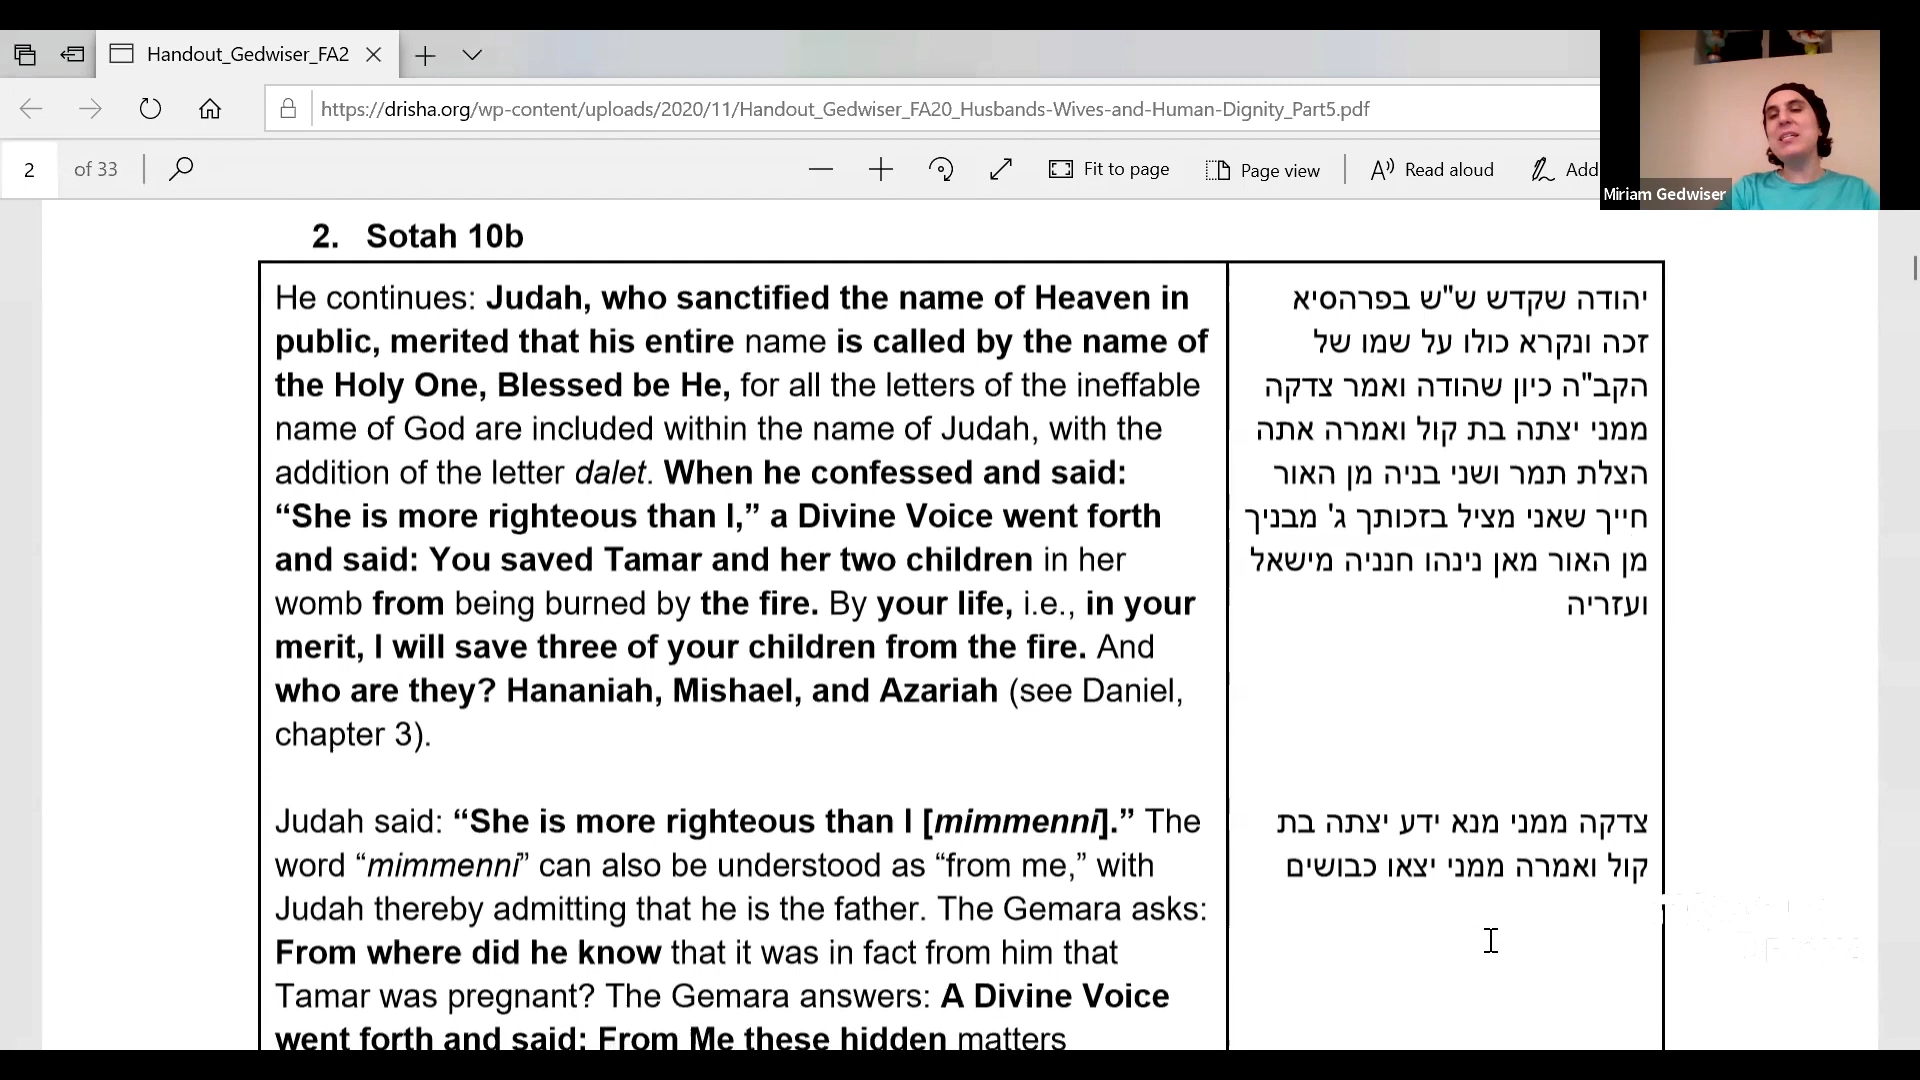 Handout_Gedwiser_FA2
https://drisha.org/wp-content/uploads/2020/11/Handout_Gedwiser_FA20_Husbands-Wives-and-Human-Dignity_Part5.pdf
2 of 33
Fit to page
Page view
Read aloud
Add
Miriam Gedwiser
2. Sotah 10b
He continues: Judah, who sanctified the name of Heaven in
public, merited that his entire name is called by the name of
the Holy One, Blessed be He, for all the letters of the ineffable
name of God are included within the name of Judah, with the
addition of the letter dalet. When he confessed and said:
“She is more righteous than I,” a Divine Voice went forth
and said: You saved Tamar and her two children in her
womb from being burned by the fire. By your life, i.e., in your
merit, I will save three of your children from the fire. And
who are they? Hananiah, Mishael, and Azariah (see Daniel,
chapter 3).
Judah said: “She is more righteous than I [mimmenni].” The
word “mimmenni” can also be understood as “from me,” with
Judah thereby admitting that he is the father. The Gemara asks:
From where did he know that it was in fact from him that
Tamar was pregnant? The Gemara answers: A Divine Voice
went forth and said: From Me these hidden matters
יהודה שקדש ש"ש בפרהסיא
זכה ונקרא כולו על שמו של
הקב"ה כיון שהודה ואמר צדקה
ממני יצתה בת קול ואמרה אתה
הצלת תמר ושני בניה מן האור
חייך שאני מציל בזכותך ג' מבניך
מן האור מאן נינהו חנניה מישאל
ועזריה
צדקה ממני מנא ידע יצתה בת
קול ואמרה ממני יצאו כבושים